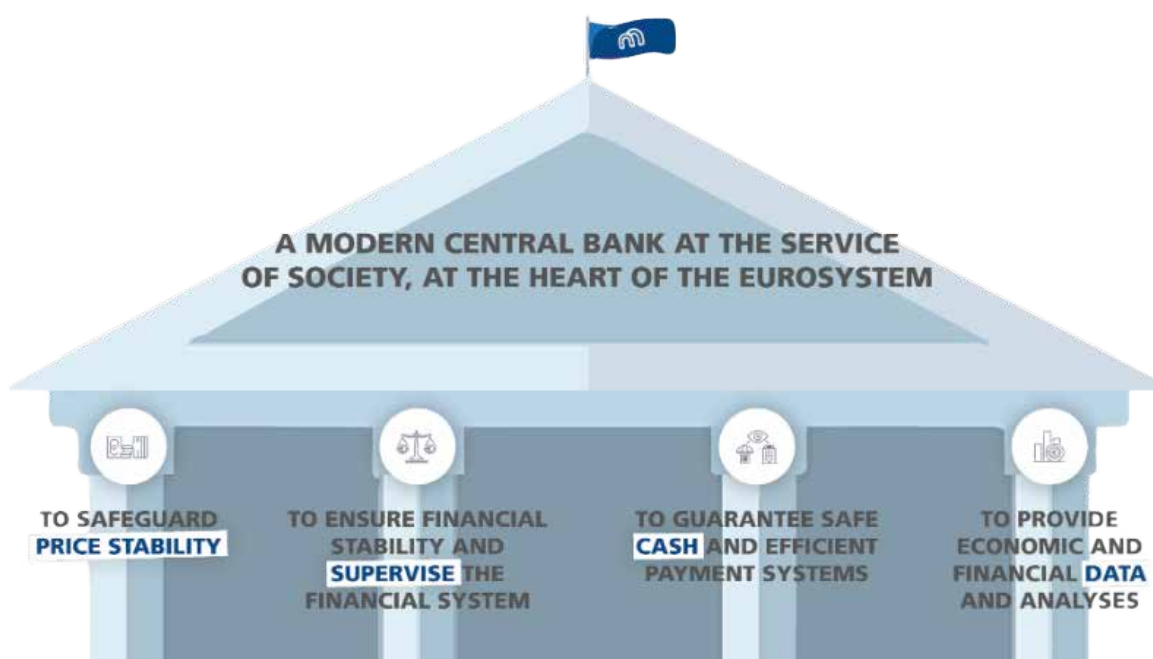 A MODERN CENTRAL BANK AT THE SERVICE
OF SOCIETY, AT THE HEART OF THE EUROSYSTEM
TO SAFEGUARD
PRICE STABILITY
TO ENSURE FINANCIAL
STABILITY AND
SUPERVISE THE
FINANCIAL SYSTEM
TO GUARANTEE SAFE
CASH AND EFFICIENT
PAYMENT SYSTEMS
TO PROVIDE
ECONOMIC AND
FINANCIAL DATA
AND ANALYSES